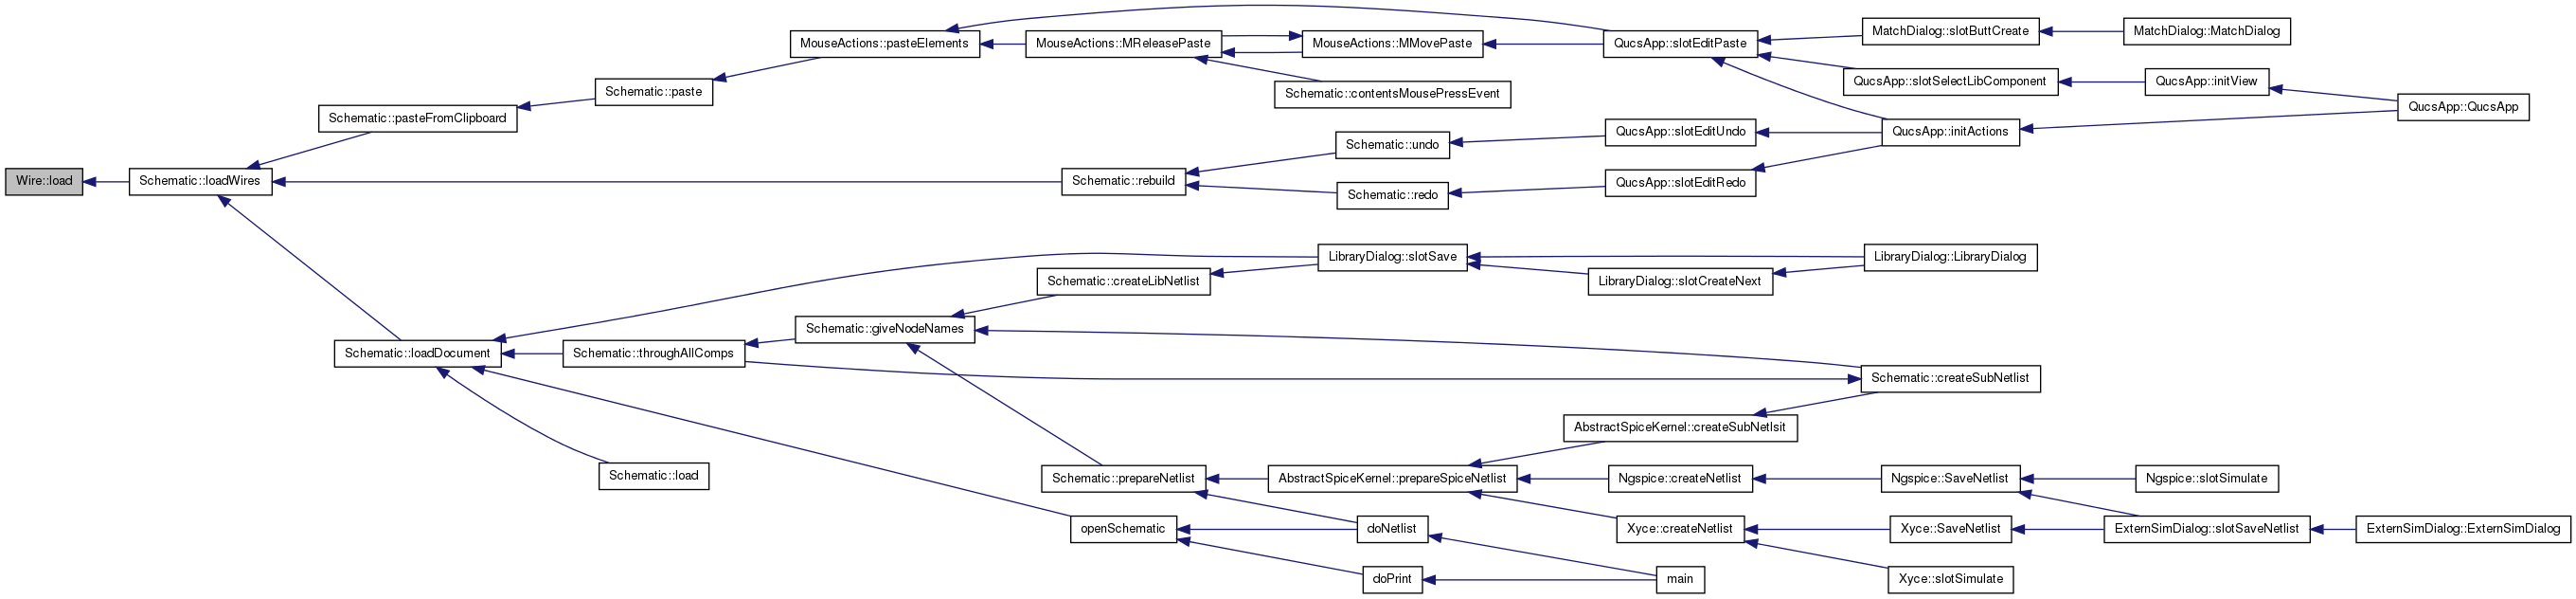 Wire::load
Schematic::loadWires
Schematic::pasteFromClipboard
Schematic::paste
MouseActions::pasteElements
MouseActions::MReleasePaste
MouseActions::MMovePaste
Schematic::contentsMousePressEvent
QucsApp::slotEditPaste
MatchDialog::slotButtCreate
MatchDialog::MatchDialog
QucsApp::slotSelectLibComponent
QucsApp::initView
QucsApp::QucsApp
QucsApp::initActions
Schematic::rebuild
Schematic::undo
QucsApp::slotEditUndo
Schematic::redo
QucsApp::slotEditRedo
Schematic::loadDocument
LibraryDialog::slotSave
LibraryDialog::LibraryDialog
LibraryDialog::slotCreateNext
Schematic::createLibNetlist
Schematic::giveNodeNames
Schematic::throughAllComps
Schematic::createSubNetlist
AbstractSpiceKernel::createSubNetlsit
Schematic::load
Schematic::prepareNetlist
AbstractSpiceKernel::prepareSpiceNetlist
Ngspice::createNetlist
Ngspice::SaveNetlist
Ngspice::slotSimulate
openSchematic
doNetlist
Xyce::createNetlist
Xyce::SaveNetlist
ExternSimDialog::slotSaveNetlist
ExternSimDialog::ExternSimDialog
doPrint
main
Xyce::slotSimulate